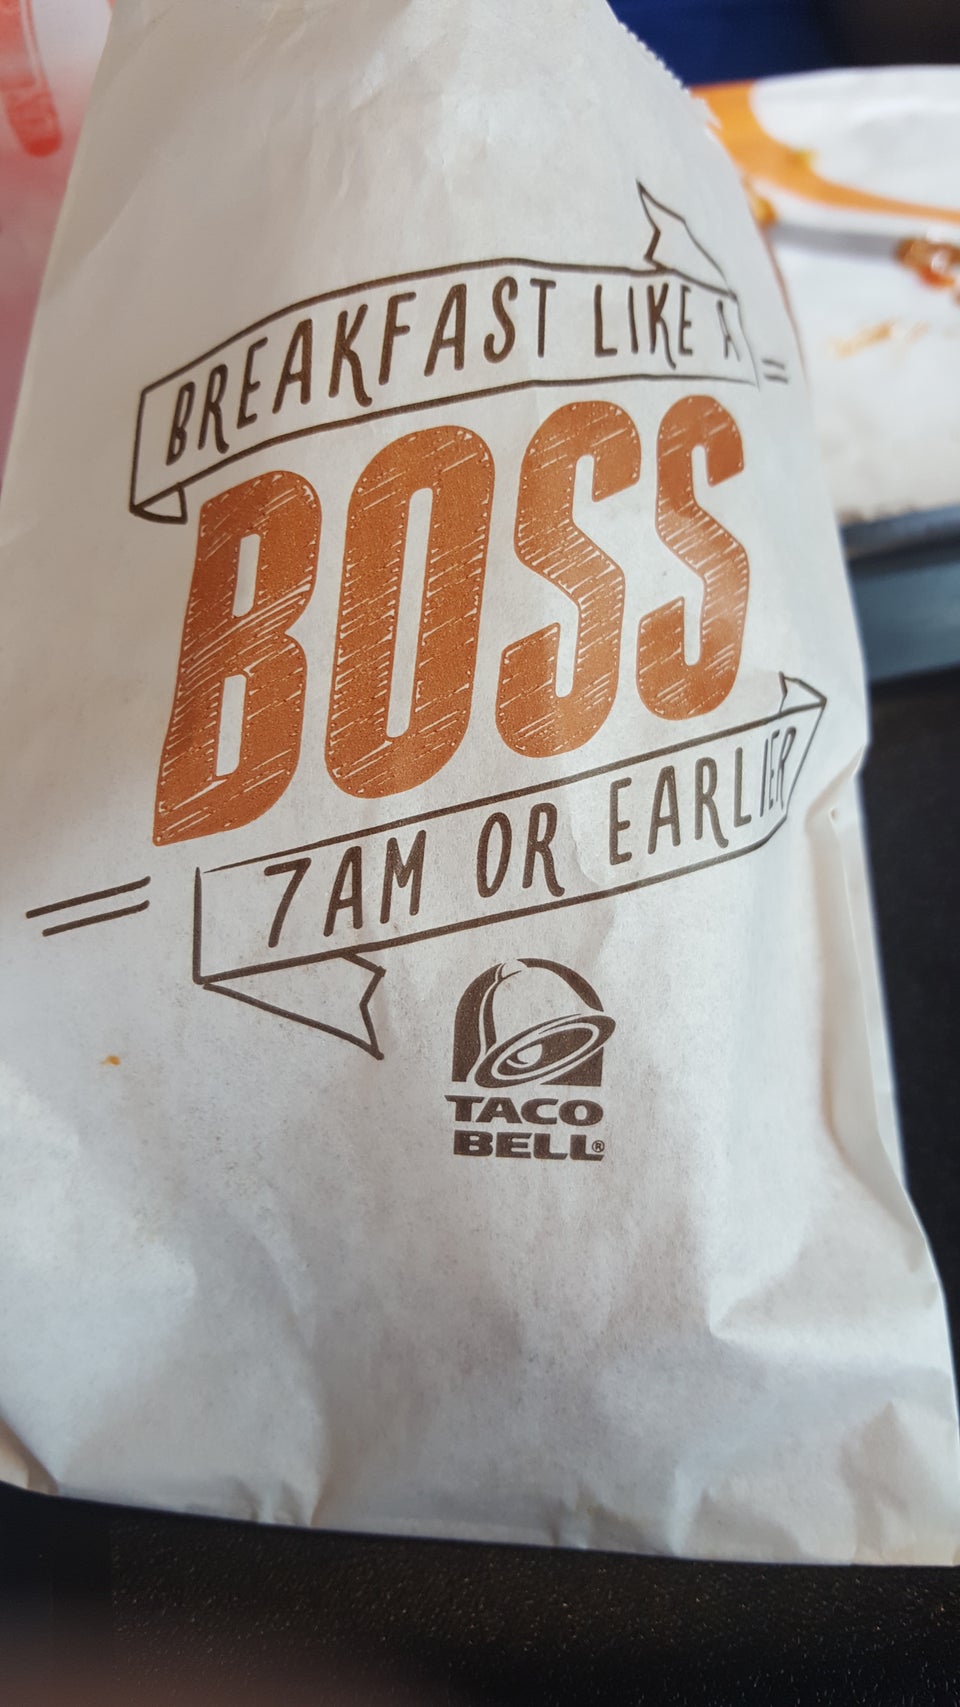 BREAKFAST LIKE A
BOSS
7AM OR EARLIER
TACO
BELL®